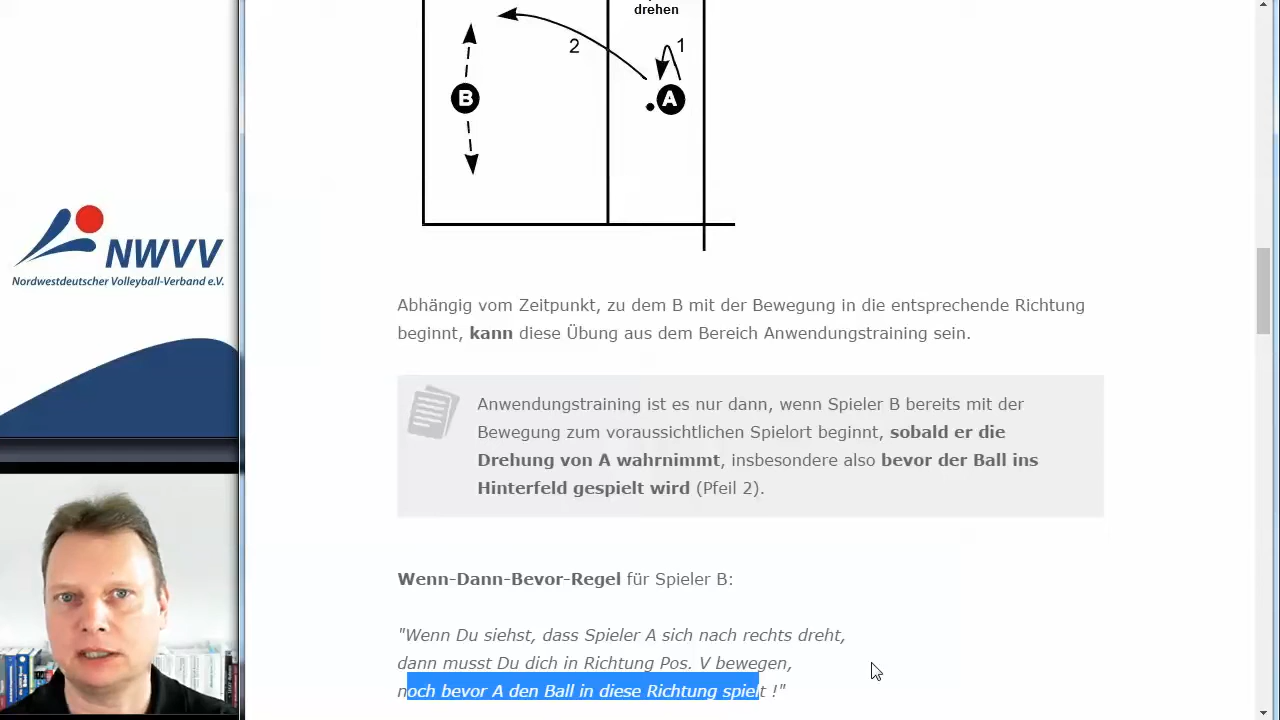 drehen
2
1
B
A
NWVV
Nordwestdeutscher Volleyball-Verband e.V.
Abhängig vom Zeitpunkt, zu dem B mit der Bewegung in die entsprechende Richtung
beginnt, kann diese Übung aus dem Bereich Anwendungstraining sein.
Anwendungstraining ist es nur dann, wenn Spieler B bereits mit der
Bewegung zum voraussichtlichen Spielort beginnt, sobald er die
Drehung von A wahrnimmt, insbesondere also bevor der Ball ins
Hinterfeld gespielt wird (Pfeil 2).
Wenn-Dann-Bevor-Regel für Spieler B:
"Wenn Du siehst, dass Spieler A sich nach rechts dreht,
dann musst Du dich in Richtung Pos. V bewegen,
noch bevor A den Ball in diese Richtung spielt !"